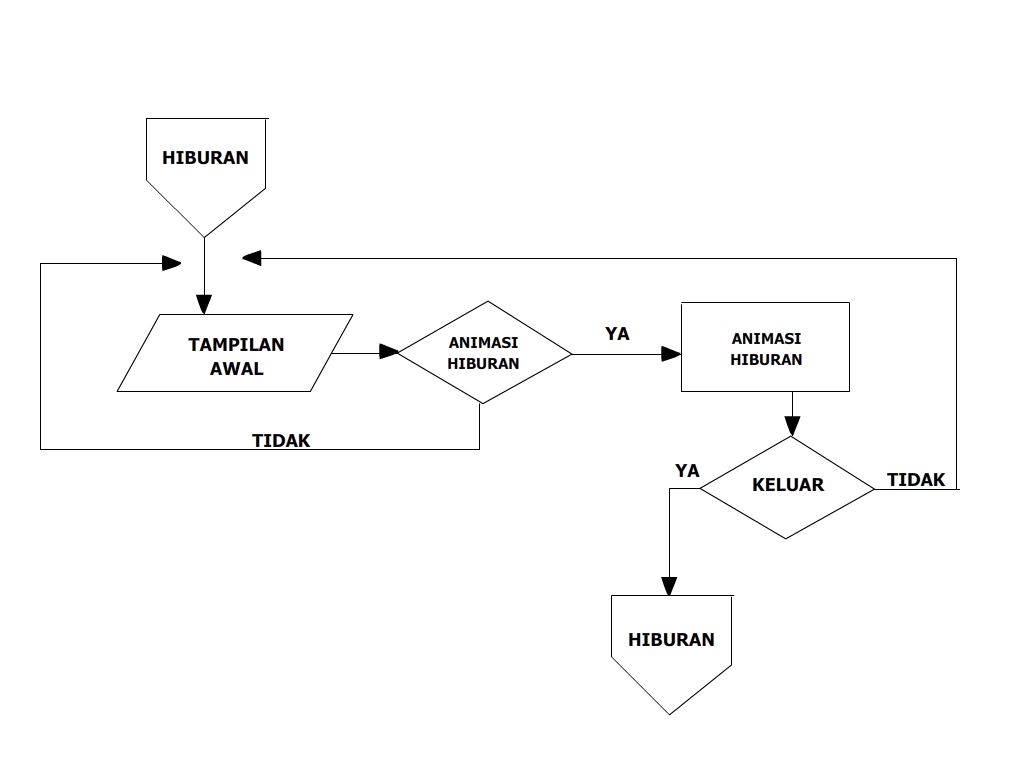 HIBURAN
TAMPILAN
AWAL
ANIMASI
HIBURAN
YA
ANIMASI
HIBURAN
TIDAK
YA
KELUAR
TIDAK
HIBURAN